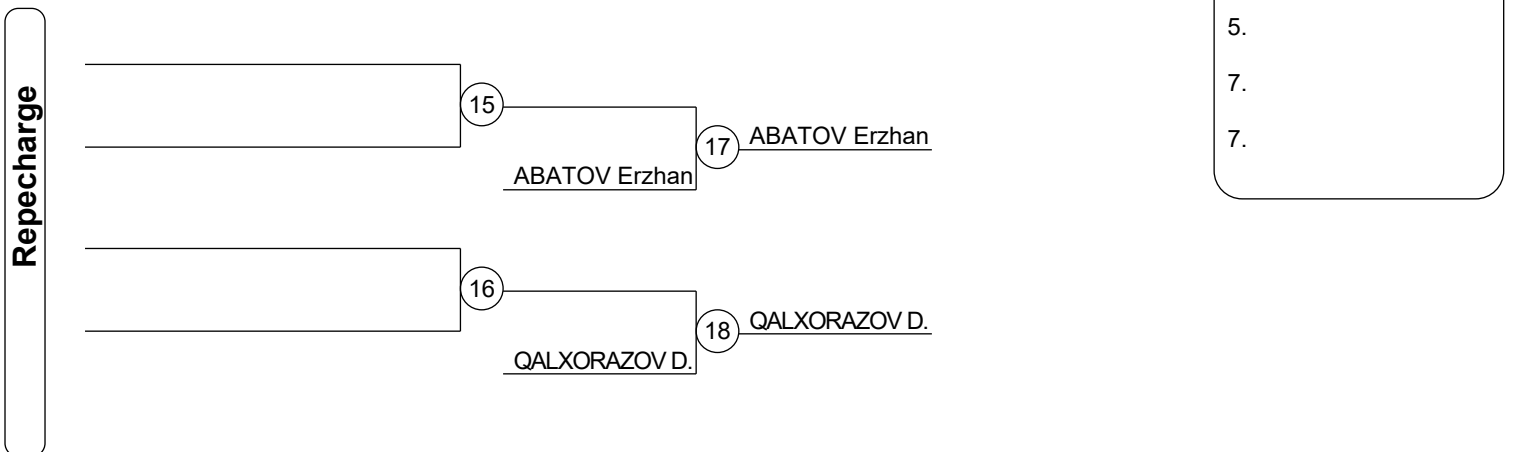 Repecharge
15
ABATOV Erzhan
17
ABATOV Erzhan
16
QALXORAZOV D.
18
QALXORAZOV D.
5.
7.
7.